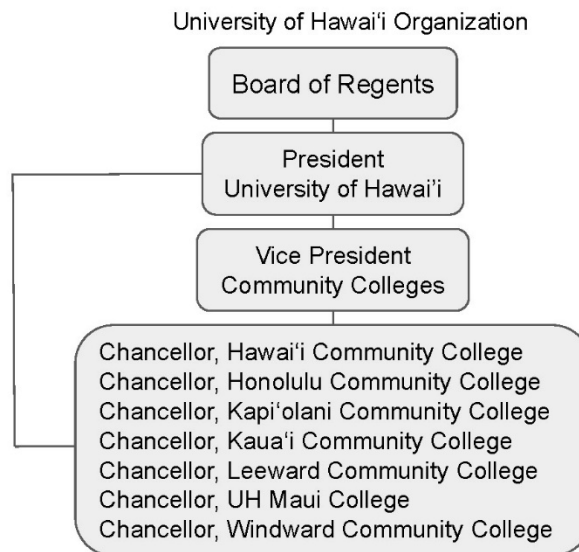 University of Hawai‘i Organization
Board of Regents
President
University of Hawai’i
Vice President
Community Colleges
Chancellor, Hawai‘i Community College
Chancellor, Honolulu Community College
Chancellor, Kapi‘olani Community College
Chancellor, Kaua‘i Community College
Chancellor, Leeward Community College
Chancellor, UH Maui College
Chancellor, Windward Community College